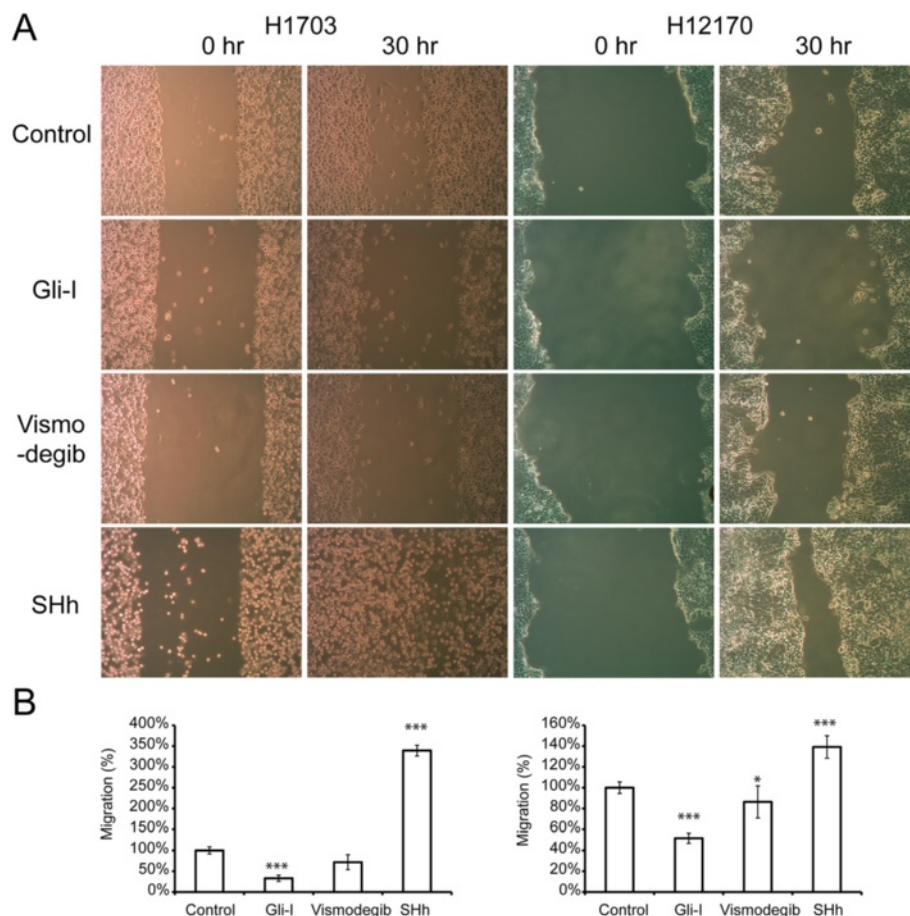 A
H1703
H12170
0 hr
30 hr
0 hr
30 hr
Control
Gli-I
Vismo
-degib
SHh
B
Migration (%)
400%
350%
300%
250%
200%
150%
100%
50%
0%
***
***
Control
Gli-I
Vismodegib
SHh
Migration (%)
160%
140%
120%
100%
80%
60%
40%
20%
0%
***
*
***
Control
Gli-I
Vismodegib
SHh